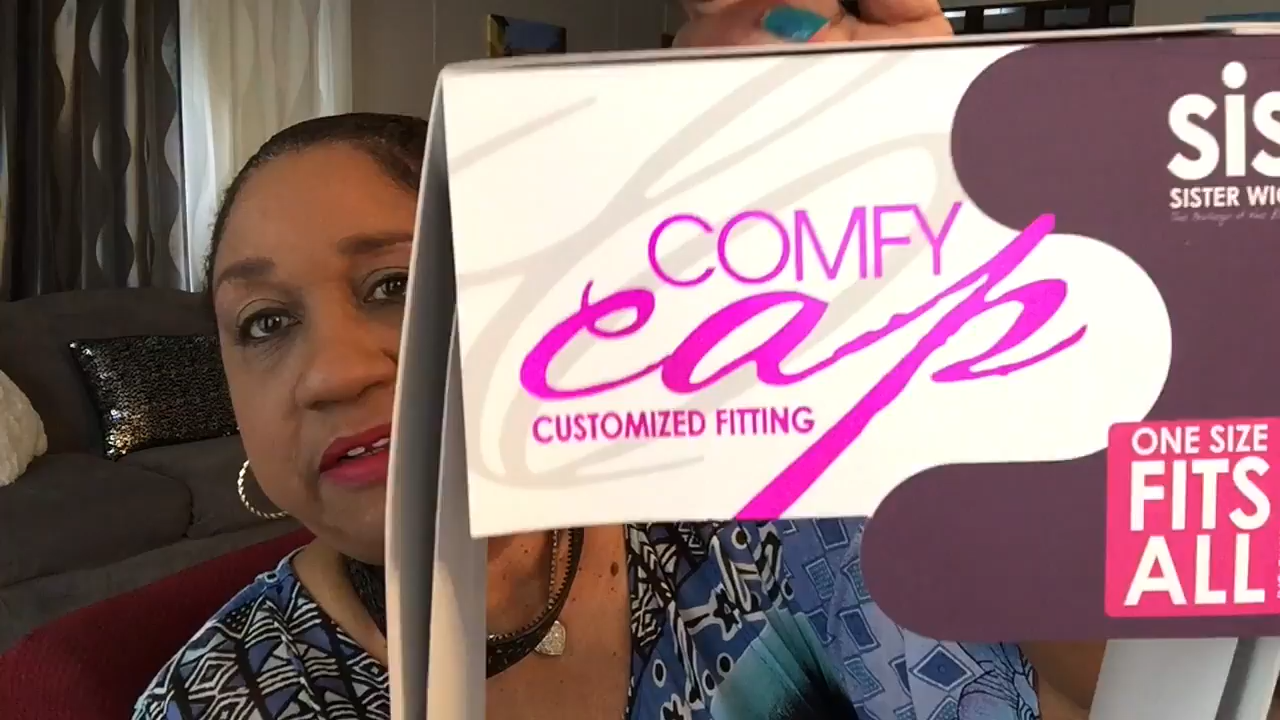 COMFY
cap
CUSTOMIZED FITTING
SIS
SISTER WIG
ONE SIZE
FITS
ALL